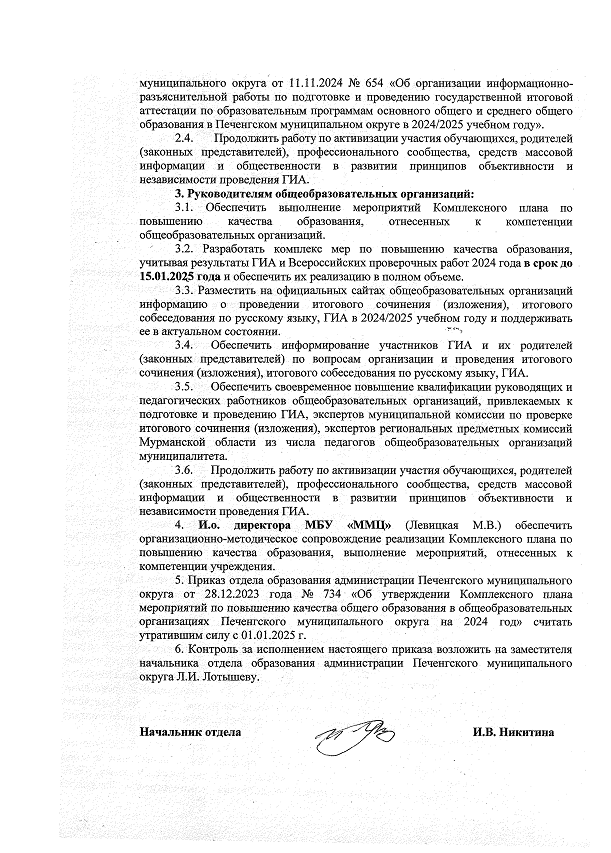 муниципального округа от 11.11.2024 № 654 «Об организации информационно-
разъяснительной работы по подготовке и проведению государственной итоговой
аттестации по образовательным программам основного общего и среднего общего
образования в Печенгском муниципальном округе в 2024/2025 учебном году».
2.4. Продолжить работу по активизации участия обучающихся, родителей
(законных представителей), профессионального сообщества, средств массовой
информации и общественности в развитии принципов объективности и
независимости проведения ГИА.
3. Руководителям общеобразовательных организаций:
3.1. Обеспечить выполнение мероприятий Комплексного плана по
повышению качества образования, отнесенных к компетенции
общеобразовательных организаций.
3.2. Разработать комплекс мер по повышению качества образования,
учитывая результаты ГИА и Всероссийских проверочных работ 2024 года в срок до
15.01.2025 года и обеспечить их реализацию в полном объеме.
3.3. Разместить на официальных сайтах общеобразовательных организаций
информацию о проведении итогового сочинения (изложения), итогового
собеседования по русскому языку, ГИА в 2024/2025 учебном году и поддерживать
ее в актуальном состоянии.
3.4. Обеспечить информирование участников ГИА и их родителей
(законных представителей) по вопросам организации и проведения итогового
сочинения (изложения), итогового собеседования по русскому языку, ГИА.
3.5. Обеспечить своевременное повышение квалификации руководящих и
педагогических работников общеобразовательных организаций, привлекаемых к
подготовке и проведению ГИА, экспертов муниципальной комиссии по проверке
итогового сочинения (изложения), экспертов региональных предметных комиссий
Мурманской области из числа педагогов общеобразовательных организаций
муниципалитета.
3.6. Продолжить работу по активизации участия обучающихся, родителей
(законных представителей), профессионального сообщества, средств массовой
информации и общественности в развитии принципов объективности и
независимости проведения ГИА.
4. И.о. директора МБУ «ММЦ» (Левицкая М.В.) обеспечить
организационно-методическое сопровождение реализации Комплексного плана по
повышению качества образования, выполнение мероприятий, отнесенных к
компетенции учреждения.
5. Приказ отдела образования администрации Печенгского муниципального
округа от 28.12.2023 года № 734 «Об утверждении Комплексного плана
мероприятий по повышению качества общего образования в общеобразовательных
организациях Печенгского муниципального округа на 2024 год» считать
утратившим силу с 01.01.2025 г.
6. Контроль за исполнением настоящего приказа возложить на заместителя
начальника отдела образования администрации Печенгского муниципального
округа Л.И. Лотышеву.
Начальник отдела И.В. Никитина